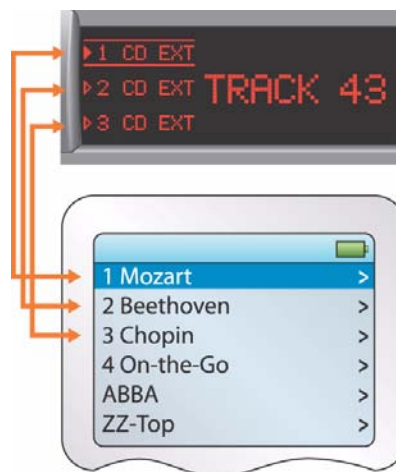 1 CD EXT
2 CD EXT TRACK 43
3 CD EXT
1 Mozart >
2 Beethoven >
3 Chopin >
4 On-the-Go >
ABBA >
ZZ-Top >